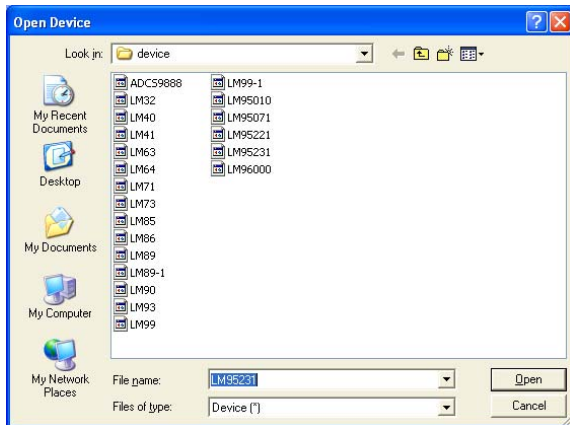 Open Device
Look in:
device
My Recent
Documents
Desktop
My Documents
My Computer
My Network
Places
ADCS9888
LM32
LM40
LM41
LM63
LM64
LM71
LM73
LM85
LM86
LM89
LM89-1
LM90
LM93
LM99
LM99-1
LM95010
LM95071
LM95221
LM95231
LM96000
File name:
LM95231
Open
Files of type:
Device (*)
Cancel